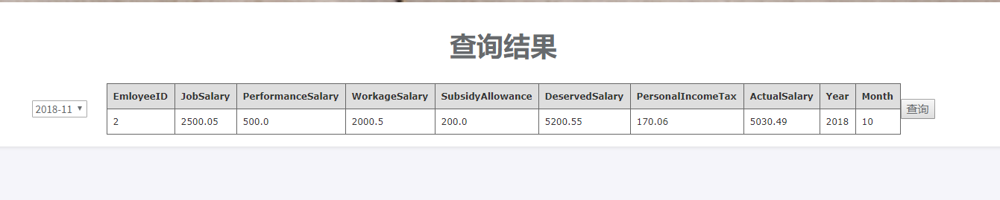 查询结果
2018-11
EmloyeeID JobSalary PerformanceSalary WorkageSalary SubsidyAllowance DeservedSalary PersonalIncomeTax ActualSalary Year Month
2 2500.05 500.0 2000.5 200.0 5200.55 170.06 5030.49 2018 10
查询